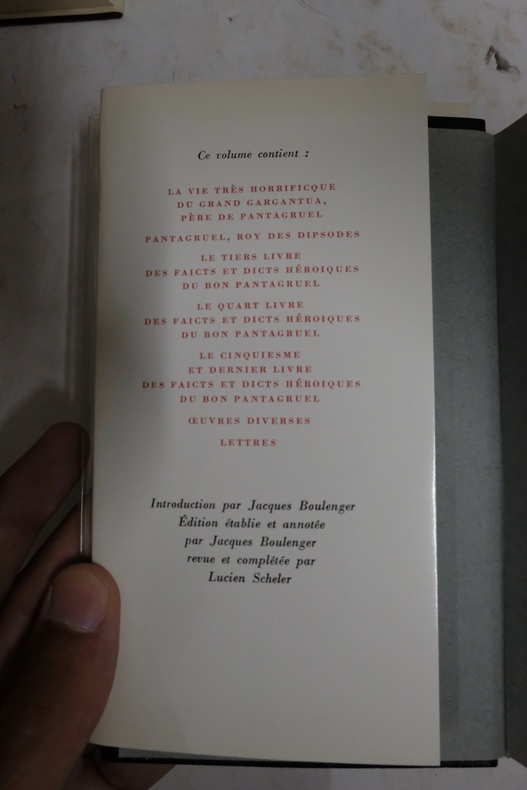 Ce volume contient :
LA VIE TRÈS HORRIFICQUE
DU GRAND GARGANTUA,
PÈRE DE PANTAGRUEL
PANTAGRUEL, ROY DES DIPSODES
LE TIERS LIVRE
DES FAICTS ET DICTS HÉROÏQUES
DU BON PANTAGRUEL
LE QUART LIVRE
DES FAICTS ET DICTS HÉROÏQUES
DU BON PANTAGRUEL
LE CINQUIESME
ET DERNIER LIVRE
DES FAICTS ET DICTS HÉROÏQUES
DU BON PANTAGRUEL
ŒUVRES DIVERSES
LETTRES
Introduction par Jacques Boulenger
Édition établie et annotée
par Jacques Boulenger
revue et complétée par
Lucien Scheler